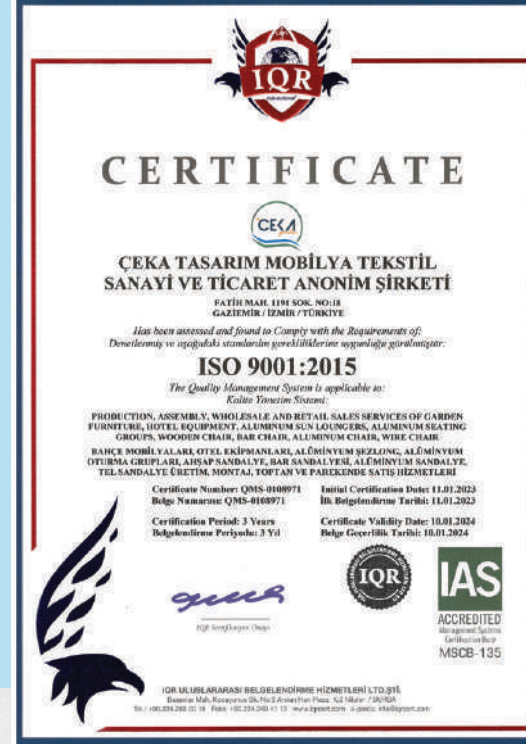 IQR
International
CERTIFICATE
ÇEKA
ÇEKA TASARIM MOBİLYA TEKSTİL
SANAYİ VE TİCARET ANONİM ŞİRKETİ
FATİH MAH. 1191 SOK. NO:18
GAZİEMİR / İZMİR / TÜRKİYE
Has been assessed and found to Comply with the Requirements of:
Denetlenmiş ve aşağıdaki standardın gerekliliklerine uygunluğu görülmüştür:
ISO 9001:2015
The Quality Management System is applicable to:
Kalite Yönetim Sistemi:
PRODUCTION, ASSEMBLY, WHOLESALE AND RETAIL SALES SERVICES OF GARDEN
FURNITURE, HOTEL EQUIPMENT, ALUMINUM SUN LOUNGERS, ALUMINUM SEATING
GROUPS, WOODEN CHAIR, BAR CHAIR, ALUMINUM CHAIR, WIRE CHAIR
BAHÇE MOBİLYALARI, OTEL EKİPMANLARI, ALÜMİNYUM ŞEZLONG, ALÜMİNYUM
OTURMA GRUPLARI, AHŞAP SANDALYE, BAR SANDALYESİ, ALÜMİNYUM SANDALYE,
TEL SANDALYE ÜRETİM, MONTAJ, TOPTAN VE PAREKENDE SATIŞ HİZMETLERİ
Certificate Number: QMS-0108971 Initial Certification Date: 11.01.2023
Belge Numarası: QMS-0108971 İlk Belgelendirme Tarihi: 11.01.2023
Certification Period: 3 Years Certificate Validity Date: 10.01.2024
Belgelendirme Periyodu: 3 Yıl Belge Geçerlilik Tarihi: 10.01.2024
IQR
IAS
ACCREDITED
Management Systems
Certification Body
MSCB-135
IQR Sertifikasyon Onayı
IQR ULUSLARARASI BELGELENDİRME HİZMETLERİ LTD.ŞTİ.